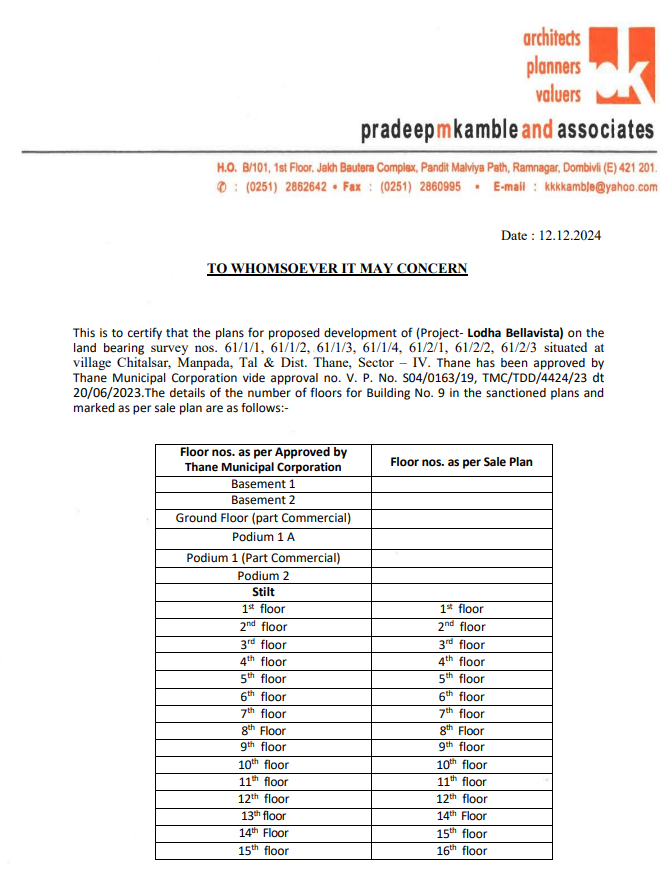 architects
planners
valuers
pradeepmkamble and associates
H.O. B/101, 1st Floor. Jakh Bautera Complex, Pandit Malviya Path, Ramnagar, Dombivli (E) 421 201.
✆ : (0251) 2862642 • Fax : (0251) 2860995 • E-mail : kkkkamble@yahoo.com
Date : 12.12.2024
TO WHOMSOEVER IT MAY CONCERN
This is to certify that the plans for proposed development of (Project- Lodha Bellavista) on the
land bearing survey nos. 61/1/1, 61/1/2, 61/1/3, 61/1/4, 61/2/1, 61/2/2, 61/2/3 situated at
village Chitalsar, Manpada, Tal & Dist. Thane, Sector – IV. Thane has been approved by
Thane Municipal Corporation vide approval no. V. P. No. S04/0163/19, TMC/TDD/4424/23 dt
20/06/2023.The details of the number of floors for Building No. 9 in the sanctioned plans and
marked as per sale plan are as follows:-
Floor nos. as per Approved by
Thane Municipal Corporation
Floor nos. as per Sale Plan
Basement 1
Basement 2
Ground Floor (part Commercial)
Podium 1 A
Podium 1 (Part Commercial)
Podium 2
Stilt
1st floor 1st floor
2nd floor 2nd floor
3rd floor 3rd floor
4th floor 4th floor
5th floor 5th floor
6th floor 6th floor
7th floor 7th floor
8th Floor 8th Floor
9th floor 9th floor
10th floor 10th floor
11th floor 11th floor
12th floor 12th floor
13th floor 14th Floor
14th Floor 15th floor
15th floor 16th floor